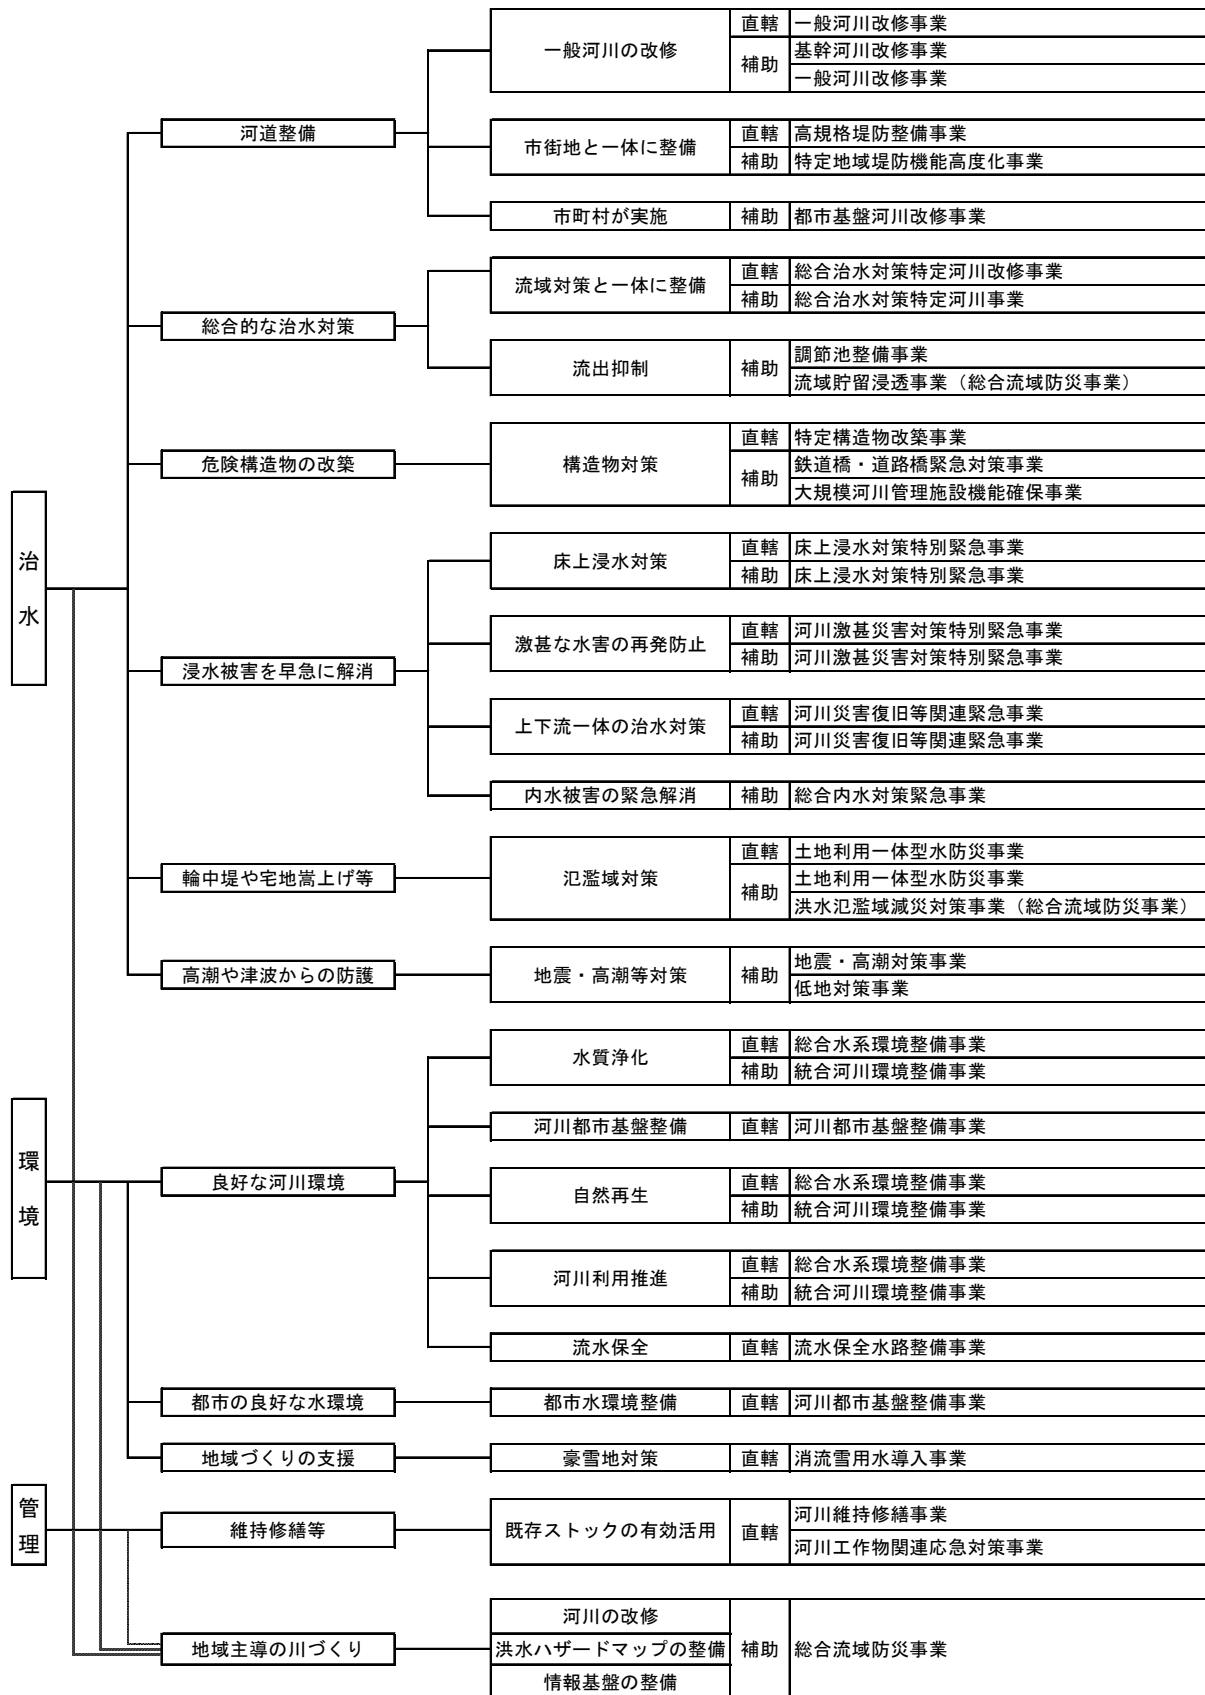 一般河川の改修
直轄 一般河川改修事業
補助 基幹河川改修事業
一般河川改修事業
河道整備
市街地と一体に整備
直轄 高規格堤防整備事業
補助 特定地域堤防機能高度化事業
市町村が実施 補助 都市基盤河川改修事業
総合的な治水対策
流域対策と一体に整備
直轄 総合治水対策特定河川改修事業
補助 総合治水対策特定河川事業
流出抑制 補助
調節池整備事業
流域貯留浸透事業（総合流域防災事業）
危険構造物の改築
構造物対策
直轄 特定構造物改築事業
補助 鉄道橋・道路橋緊急対策事業
大規模河川管理施設機能確保事業
治水
浸水被害を早急に解消
床上浸水対策
直轄 床上浸水対策特別緊急事業
補助 床上浸水対策特別緊急事業
激甚な水害の再発防止
直轄 河川激甚災害対策特別緊急事業
補助 河川激甚災害対策特別緊急事業
上下流一体の治水対策
直轄 河川災害復旧等関連緊急事業
補助 河川災害復旧等関連緊急事業
内水被害の緊急解消 補助 総合内水対策緊急事業
輪中堤や宅地嵩上げ等
氾濫域対策
直轄 土地利用一体型水防災事業
補助 土地利用一体型水防災事業
洪水氾濫域減災対策事業（総合流域防災事業）
高潮や津波からの防護
地震・高潮等対策 補助
地震・高潮対策事業
低地対策事業
環境
良好な河川環境
水質浄化
直轄 総合水系環境整備事業
補助 統合河川環境整備事業
河川都市基盤整備 直轄 河川都市基盤整備事業
自然再生
直轄 総合水系環境整備事業
補助 統合河川環境整備事業
河川利用推進
直轄 総合水系環境整備事業
補助 統合河川環境整備事業
流水保全 直轄 流水保全水路整備事業
都市の良好な水環境 都市水環境整備 直轄 河川都市基盤整備事業
地域づくりの支援 豪雪地対策 直轄 消流雪用水導入事業
管理
維持修繕等
既存ストックの有効活用 直轄
河川維持修繕事業
河川工作物関連応急対策事業
地域主導の川づくり
河川の改修
洪水ハザードマップの整備
情報基盤の整備
補助 総合流域防災事業